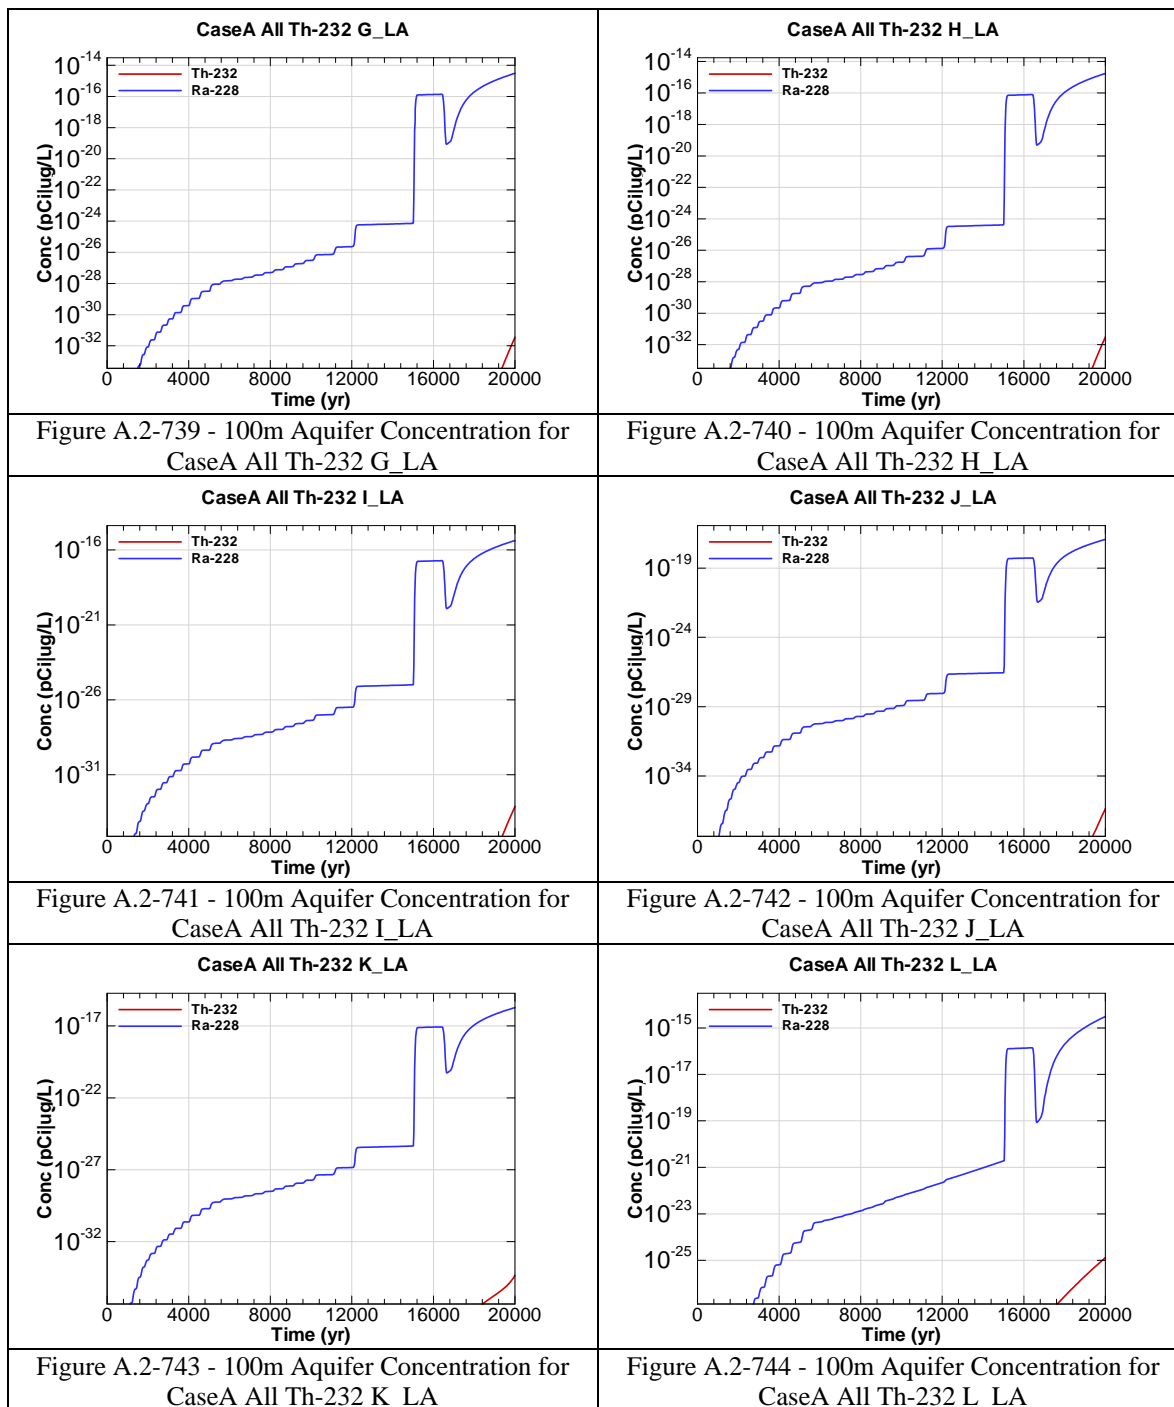 CaseA All Th-232 G_LA
10-14
Th-232
10-16
Ra-228
10-18
10-20
10-22
10-24
10-26
10-28
10-30
10-32
Conc (pCi|ug/L)
0 4000 8000 12000 16000 20000
Time (yr)
Figure A.2-739 - 100m Aquifer Concentration for
CaseA All Th-232 G_LA
CaseA All Th-232 H_LA
10-14
Th-232
10-16
Ra-228
10-18
10-20
10-22
10-24
10-26
10-28
10-30
10-32
Conc (pCi|ug/L)
0 4000 8000 12000 16000 20000
Time (yr)
Figure A.2-740 - 100m Aquifer Concentration for
CaseA All Th-232 H_LA
CaseA All Th-232 I_LA
Th-232
10-16
Ra-228
10-21
10-26
10-31
Conc (pCi|ug/L)
0 4000 8000 12000 16000 20000
Time (yr)
Figure A.2-741 - 100m Aquifer Concentration for
CaseA All Th-232 I_LA
CaseA All Th-232 J_LA
Th-232
Ra-228
10-19
10-24
10-29
10-34
Conc (pCi|ug/L)
0 4000 8000 12000 16000 20000
Time (yr)
Figure A.2-742 - 100m Aquifer Concentration for
CaseA All Th-232 J_LA
CaseA All Th-232 K_LA
Th-232
10-17
Ra-228
10-22
10-27
10-32
Conc (pCi|ug/L)
0 4000 8000 12000 16000 20000
Time (yr)
Figure A.2-743 - 100m Aquifer Concentration for
CaseA All Th-232 K_LA
CaseA All Th-232 L_LA
Th-232
10-15
Ra-228
10-17
10-19
10-21
10-23
10-25
Conc (pCi|ug/L)
0 4000 8000 12000 16000 20000
Time (yr)
Figure A.2-744 - 100m Aquifer Concentration for
CaseA All Th-232 L_LA